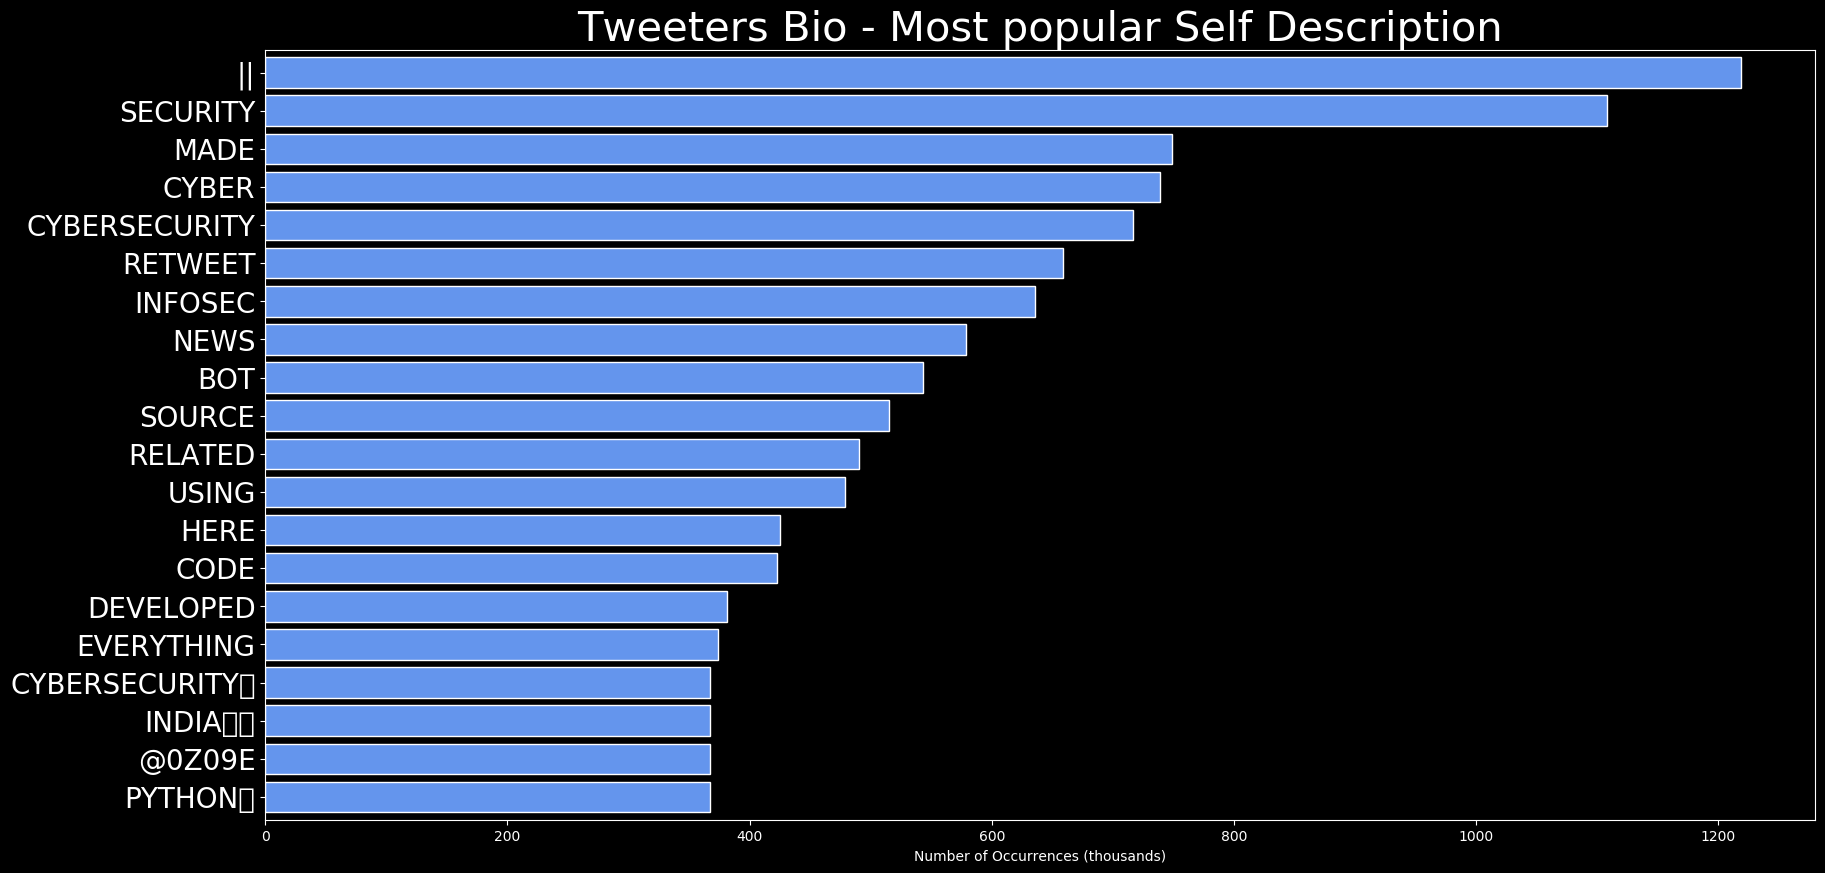 Tweeters Bio - Most popular Self Description
||
SECURITY
MADE
CYBER
CYBERSECURITY
RETWEET
INFOSEC
NEWS
BOT
SOURCE
RELATED
USING
HERE
CODE
DEVELOPED
EVERYTHING
CYBERSECURITY▯
INDIA▯▯
@0Z09E
PYTHON▯
0 200 400 600 800 1000 1200
Number of Occurrences (thousands)